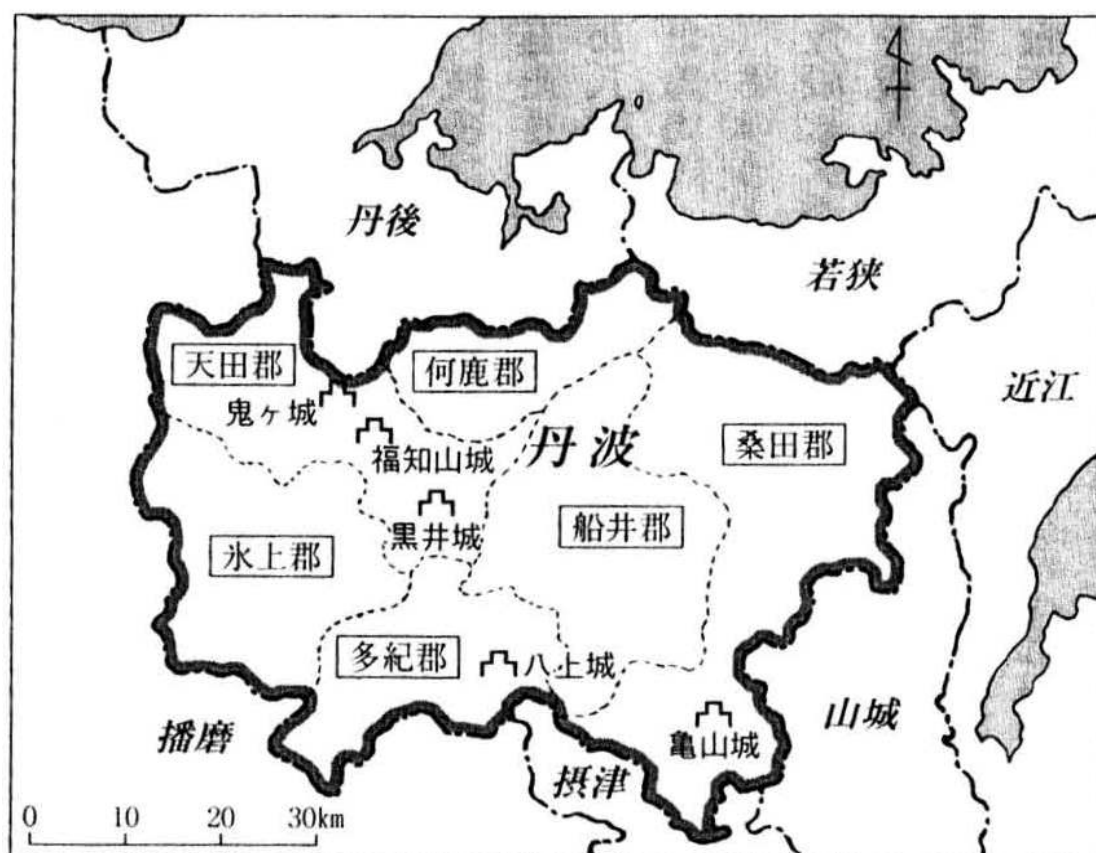 丹後
若狭
天田郡
何鹿郡
近江
鬼ヶ城
丹波
桑田郡
福知山城
黒井城
船井郡
氷上郡
多紀郡
八上城
播磨
亀山城
山城
摂津
0 10 20 30km